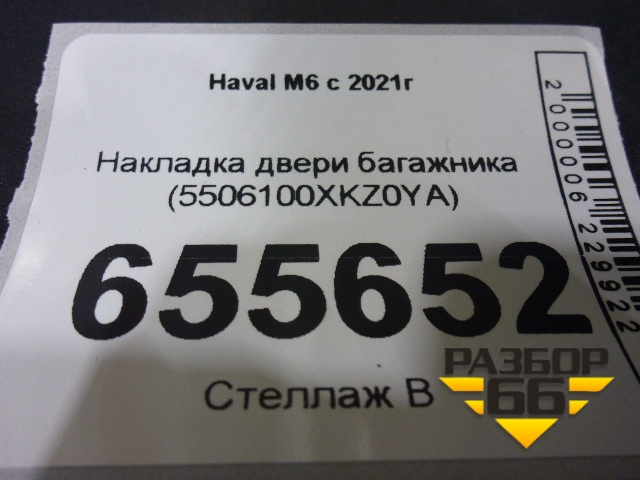 Haval M6 с 2021г
Накладка двери багажника
(5506100XKZ0YA)
655652
Стеллаж В
2000006229922
РАЗБОР
66